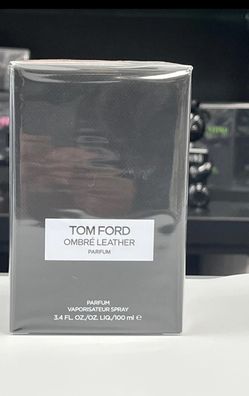 TOM FORD
OMBRÉ LEATHER
PARFUM
PARFUM
VAPORISATEUR SPRAY
3.4 FL. OZ./OZ. LIQ./100 ml ℮